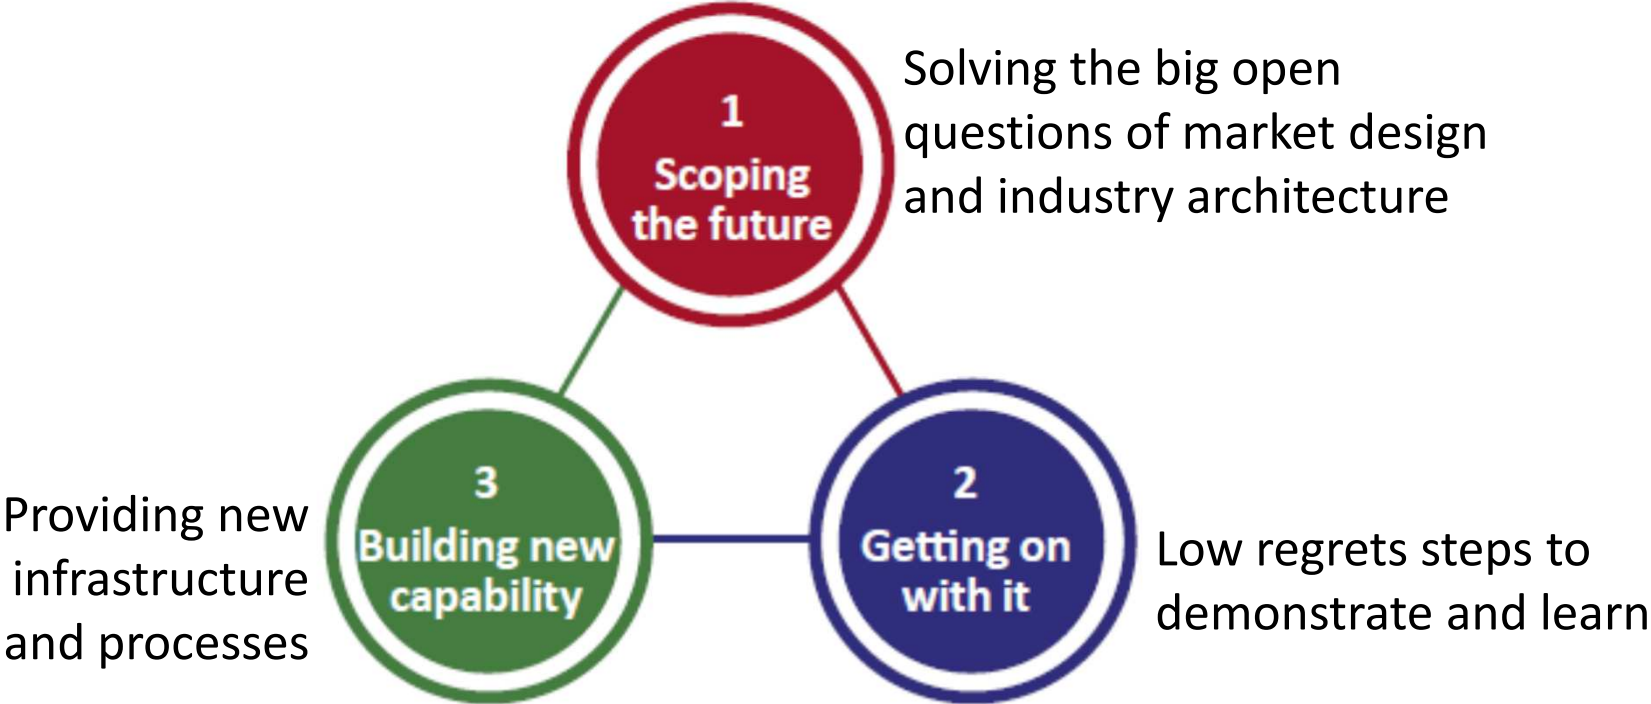 1
Scoping
the future
Solving the big open
questions of market design
and industry architecture
2
Getting on
with it
Low regrets steps to
demonstrate and learn
3
Building new
capability
Providing new
infrastructure
and processes